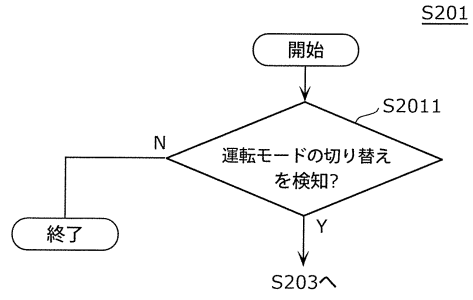 S201
開始
S2011
N
運転モードの切り替え
を検知?
Y
終了
S203へ